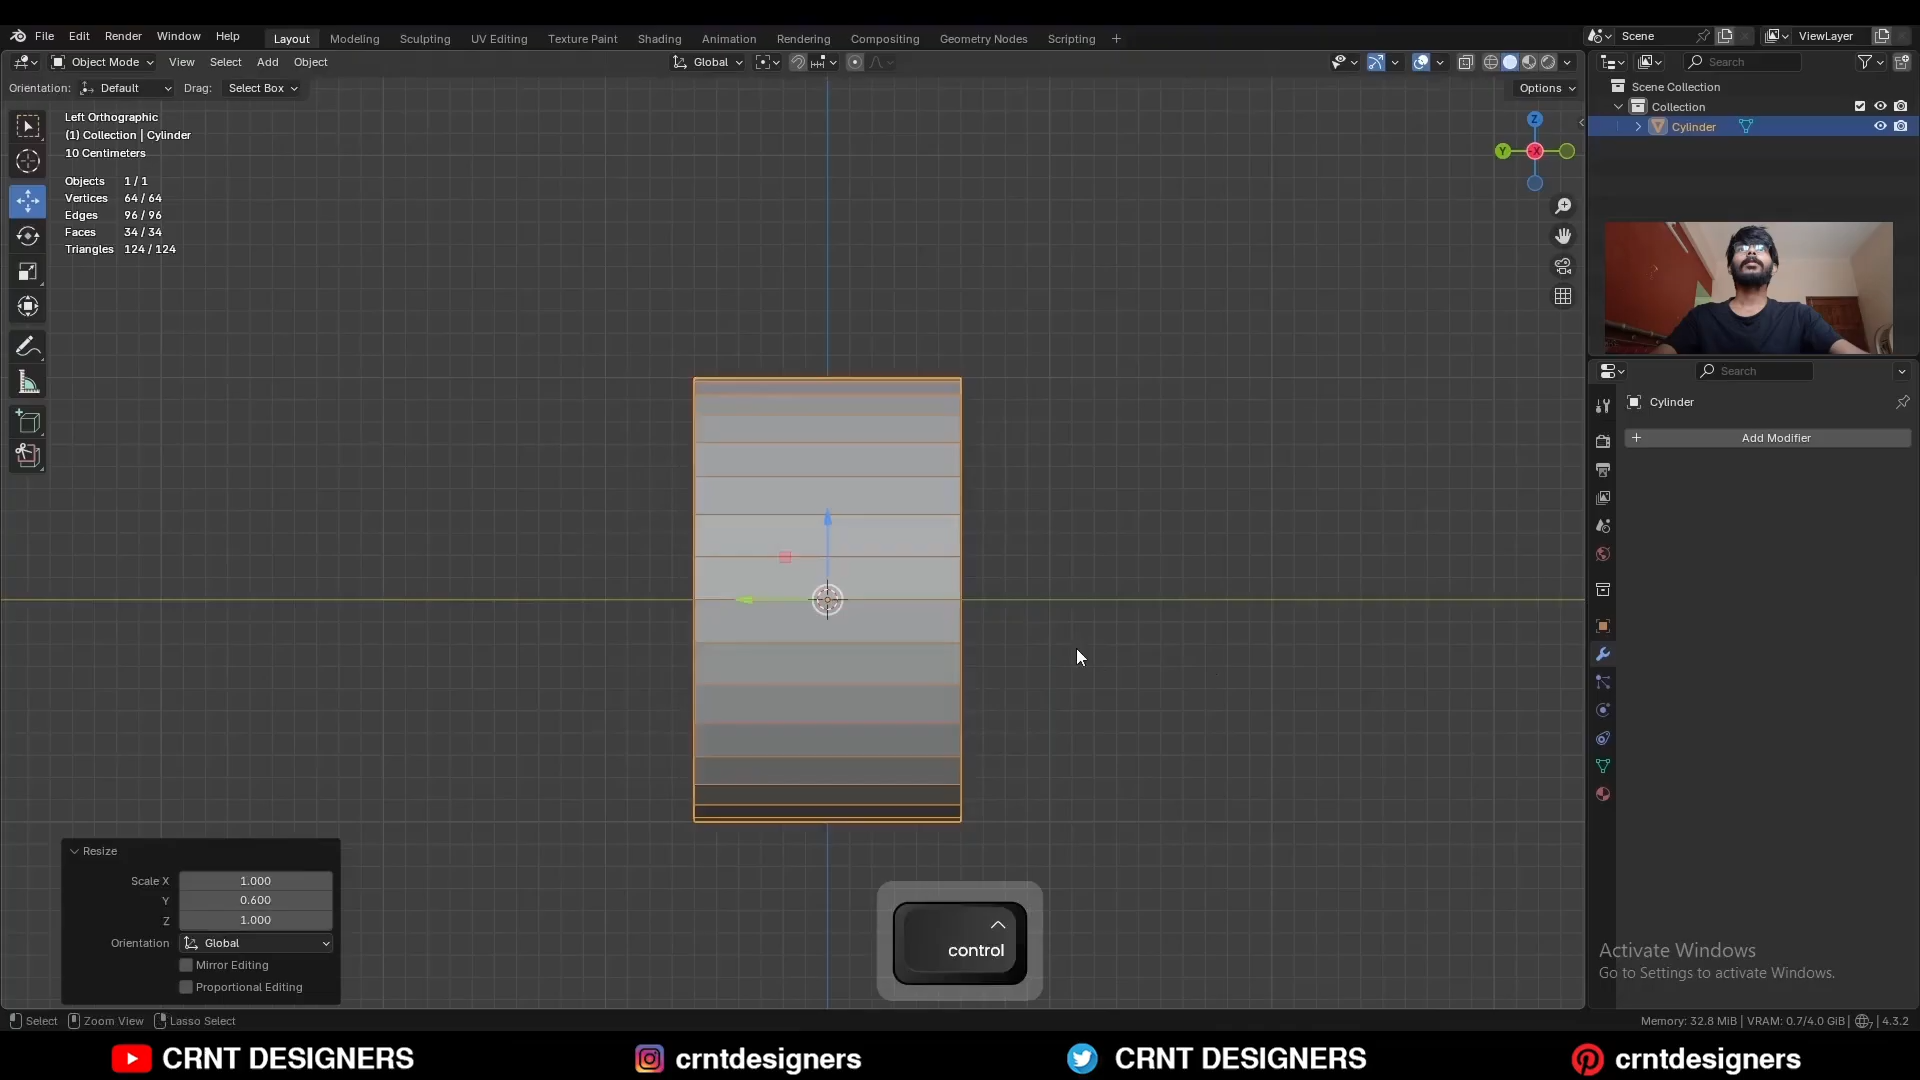 File Edit Render Window Help Layout Modeling Sculpting UV Editing Texture Paint Shading Animation Rendering Compositing Geometry Nodes Scripting + Scene ViewLayer
Object Mode View Select Add Object Global Search
Orientation: Default Drag: Select Box Options
Scene Collection
Collection
Cylinder
Left Orthographic
(1) Collection | Cylinder
10 Centimeters
Objects 1 / 1
Vertices 64 / 64
Edges 96 / 96
Faces 34 / 34
Triangles 124 / 124
Z
Y
-X
Search
Cylinder
+ Add Modifier
Resize
Scale X 1.000
Y 0.600
Z 1.000
Orientation Global
Mirror Editing
Proportional Editing
control
Activate Windows
Go to Settings to activate Windows.
Select Zoom View Lasso Select Memory: 32.8 MiB | VRAM: 0.7/4.0 GiB | 7 | 4.3.2
CRNT DESIGNERS crntdesigners CRNT DESIGNERS crntdesigners